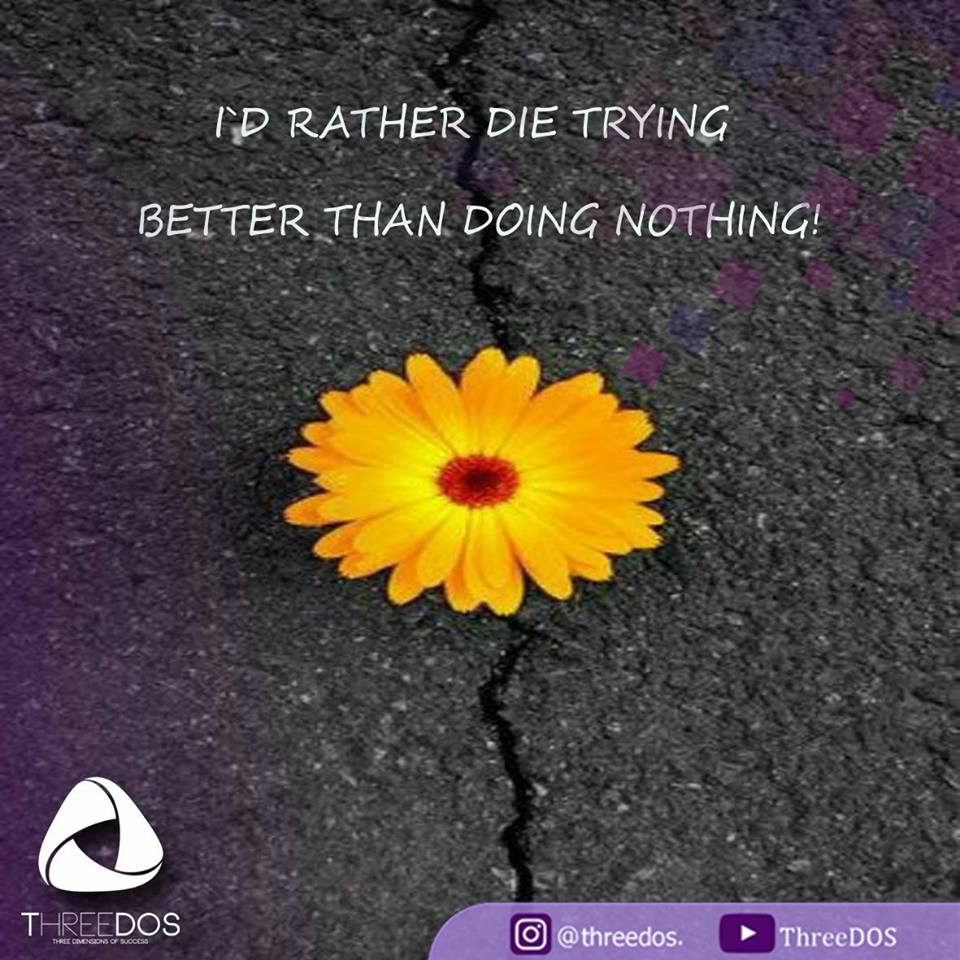 I`D RATHER DIE TRYING
BETTER THAN DOING NOTHING!
THREEDOS
THREE DIMENSIONS OF SUCCESS
@threedos.
ThreeDOS